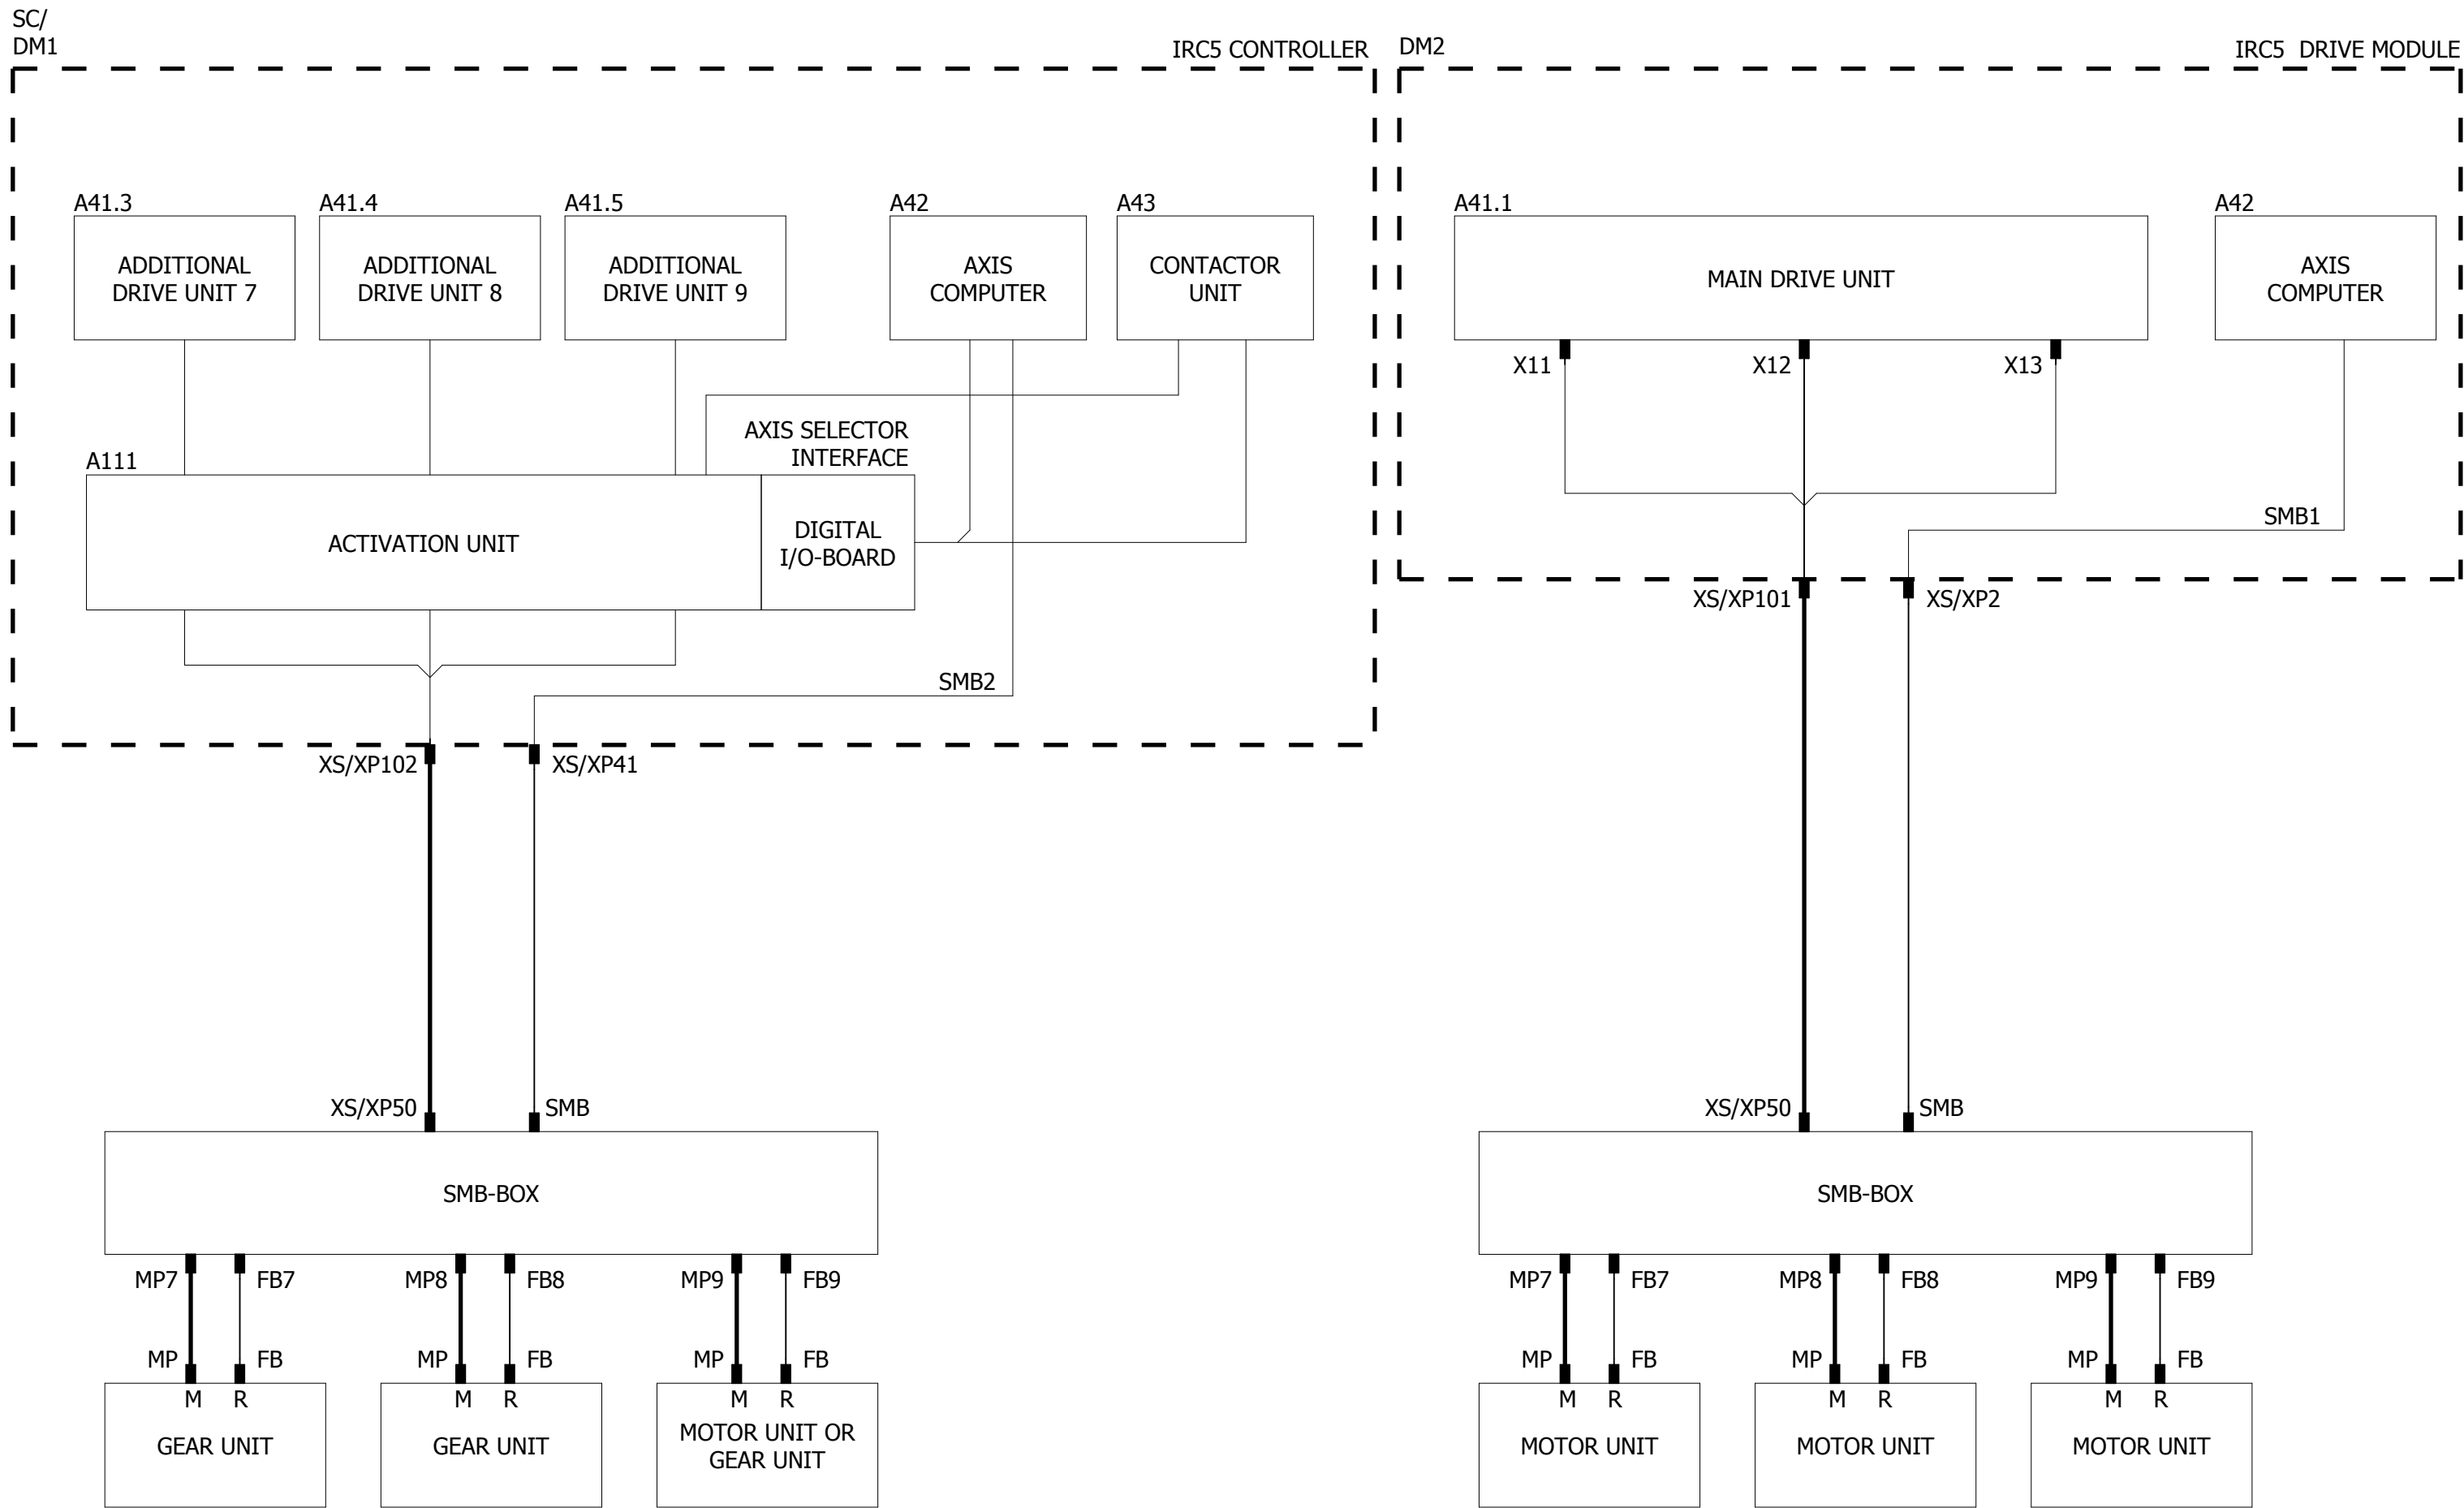 SC/
DM1
IRC5 CONTROLLER
DM2
IRC5  DRIVE MODULE
A41.3
A41.4
A41.5
A42
A43
A41.1
A42
ADDITIONAL
DRIVE UNIT 7
ADDITIONAL
DRIVE UNIT 8
ADDITIONAL
DRIVE UNIT 9
AXIS
COMPUTER
CONTACTOR
UNIT
MAIN DRIVE UNIT
AXIS
COMPUTER
X11
X12
X13
AXIS SELECTOR
INTERFACE
A111
ACTIVATION UNIT
DIGITAL
I/O-BOARD
SMB1
XS/XP101
XS/XP2
SMB2
XS/XP102
XS/XP41
XS/XP50
SMB
XS/XP50
SMB
SMB-BOX
SMB-BOX
MP7
FB7
MP8
FB8
MP9
FB9
MP7
FB7
MP8
FB8
MP9
FB9
MP
FB
MP
FB
MP
FB
MP
FB
MP
FB
MP
FB
M
R
M
R
M
R
M
R
M
R
M
R
GEAR UNIT
GEAR UNIT
MOTOR UNIT OR
GEAR UNIT
MOTOR UNIT
MOTOR UNIT
MOTOR UNIT